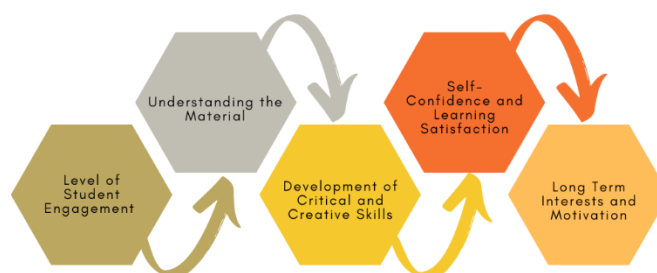 Level of
Student
Engagement
Understanding the
Material
Development of
Critical and
Creative Skills
Self-
Confidence and
Learning
Satisfaction
Long Term
Interests and
Motivation